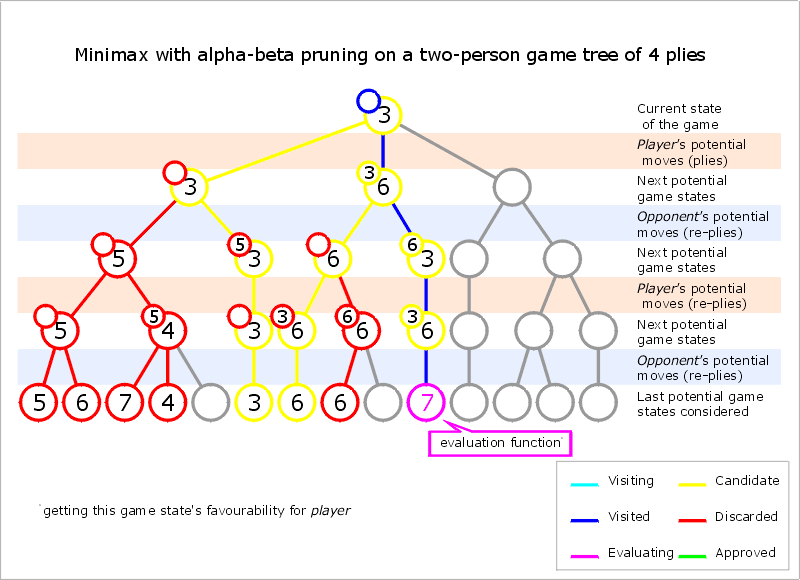 Minimax with alpha-beta pruning on a two-person game tree of 4 plies
3
Current state
of the game
Player's potential
moves (plies)
3
3
6
Next potential
game states
Opponent's potential
moves (re-plies)
5
5
3
6
6
3
Next potential
game states
Player's potential
moves (re-plies)
5
5
4
3
3
6
6
6
3
6
Next potential
game states
Opponent's potential
moves (re-plies)
5
6
7
4
3
6
6
7
Last potential game
states considered
evaluation function*
*getting this game state's favourability for player
Visiting
Candidate
Visited
Discarded
Evaluating
Approved